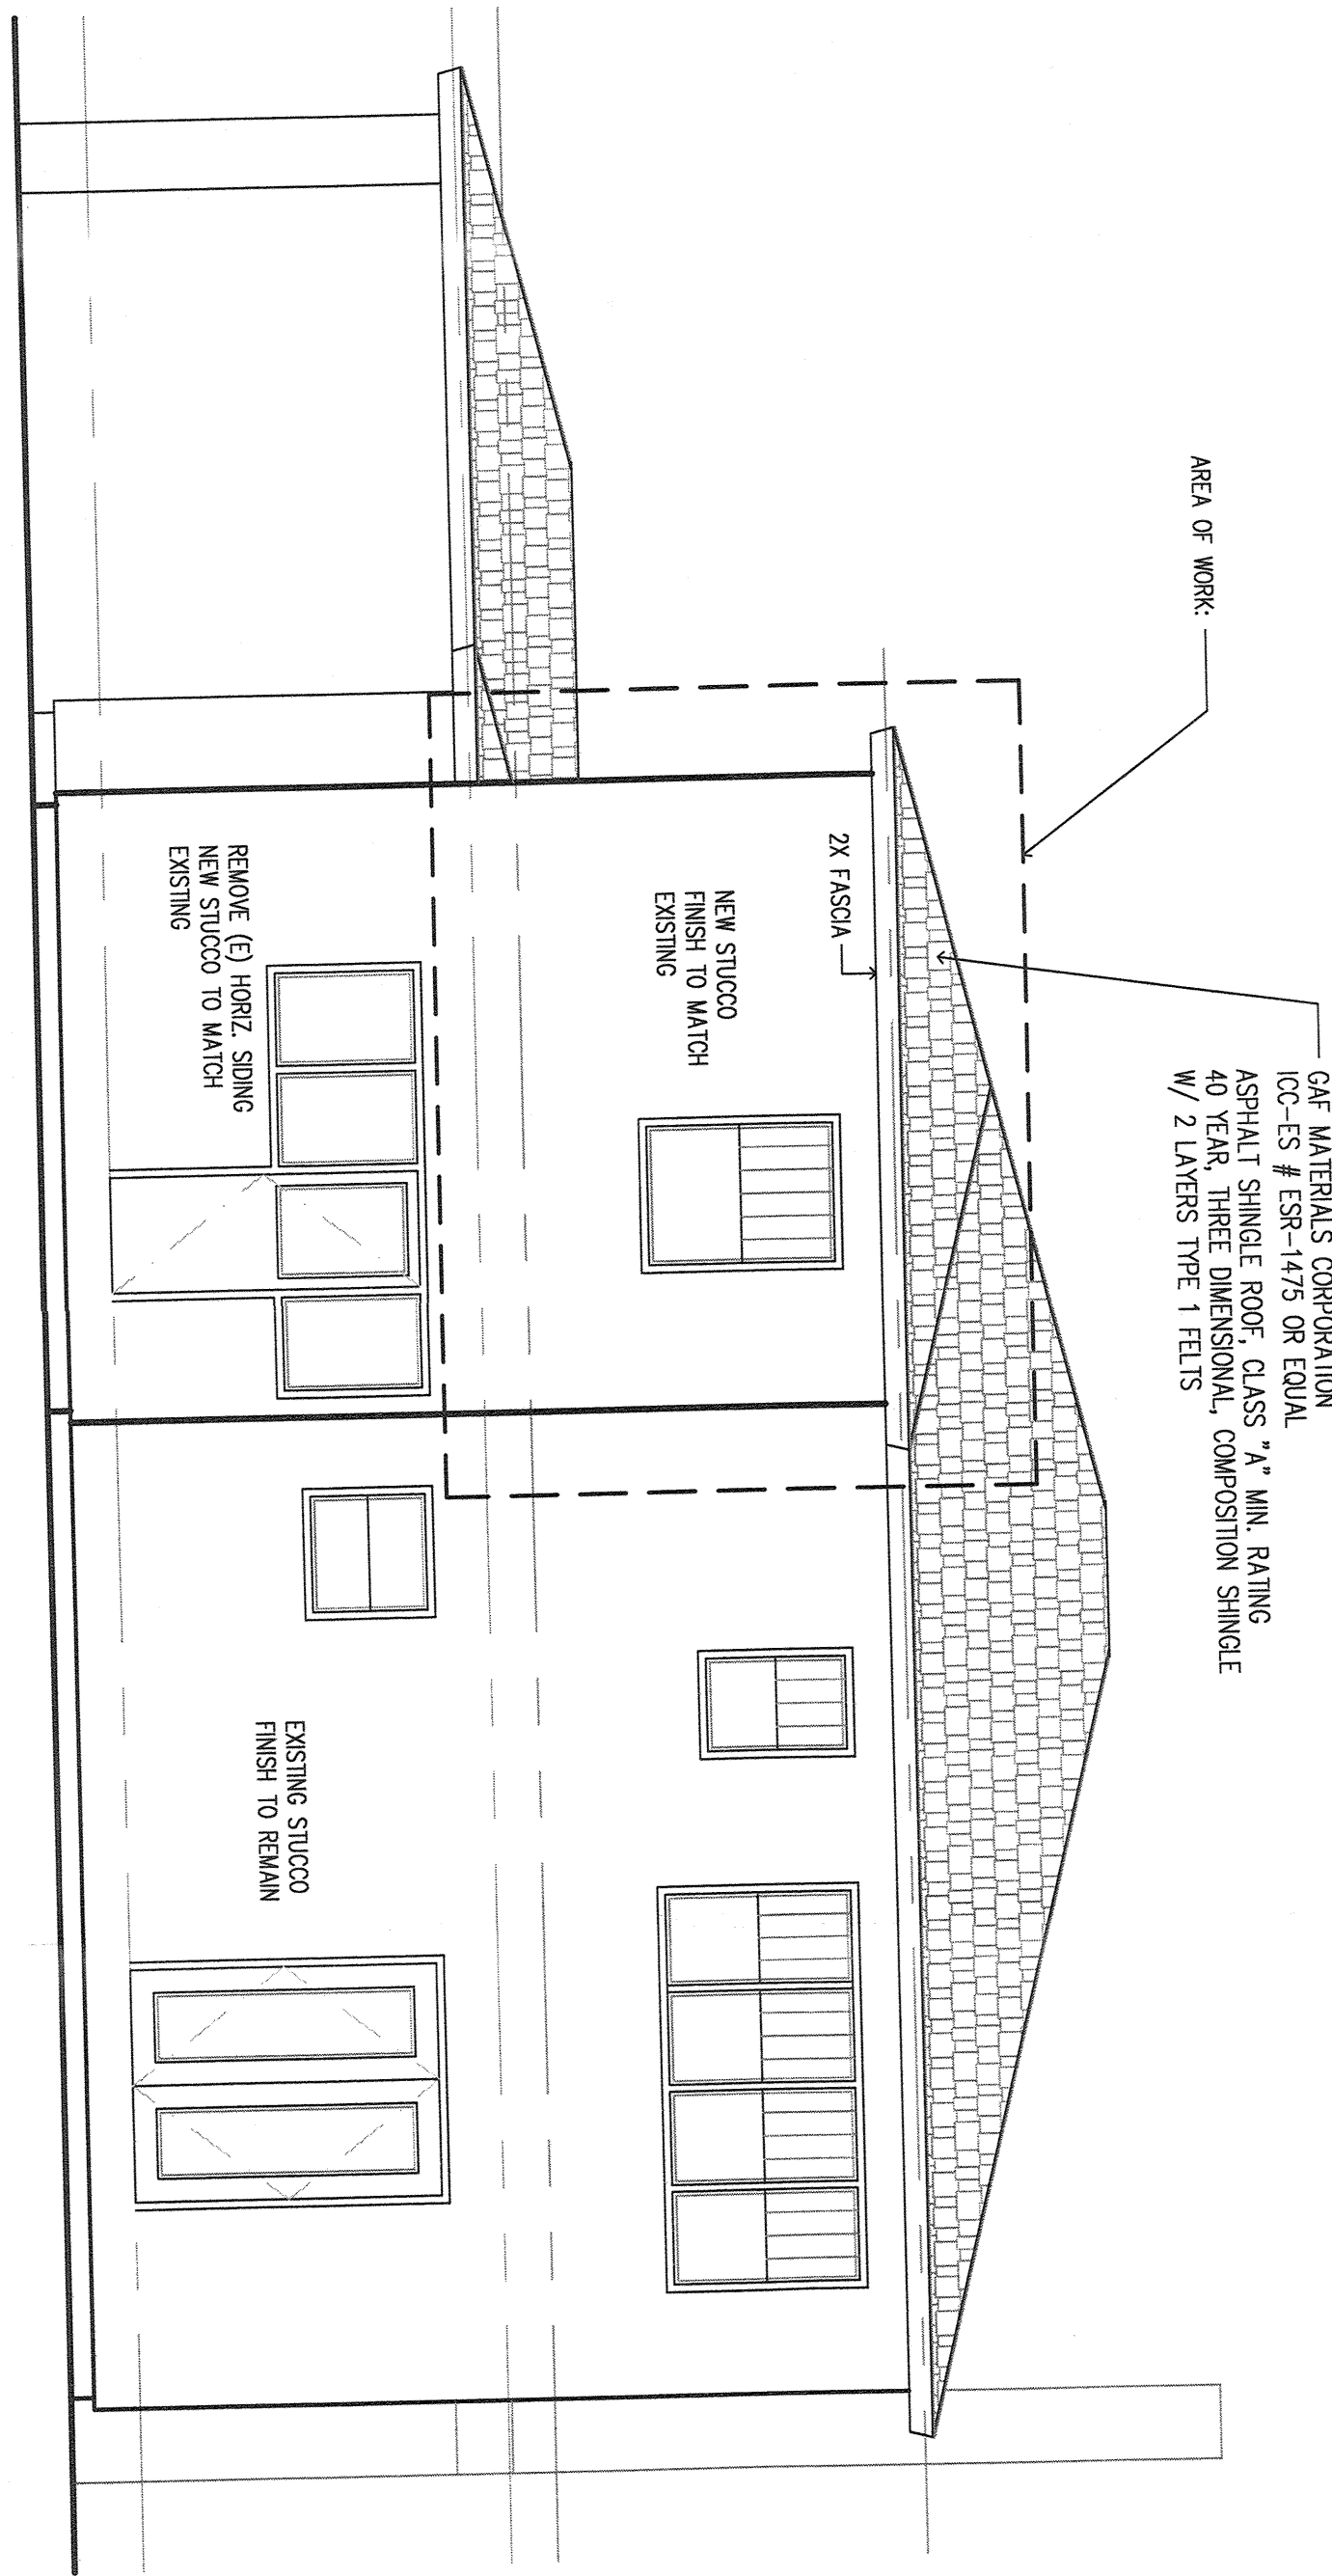 GAF MATERIALS CORPORATION
ICC-ES # ESR-1475 OR EQUAL
ASPHALT SHINGLE ROOF, CLASS "A" MIN. RATING
40 YEAR, THREE DIMENSIONAL, COMPOSITION SHINGLE
W/ 2 LAYERS TYPE 1 FELTS
AREA OF WORK:
2X FASCIA
NEW STUCCO
FINISH TO MATCH
EXISTING
REMOVE (E) HORIZ. SIDING
NEW STUCCO TO MATCH
EXISTING
EXISTING STUCCO
FINISH TO REMAIN